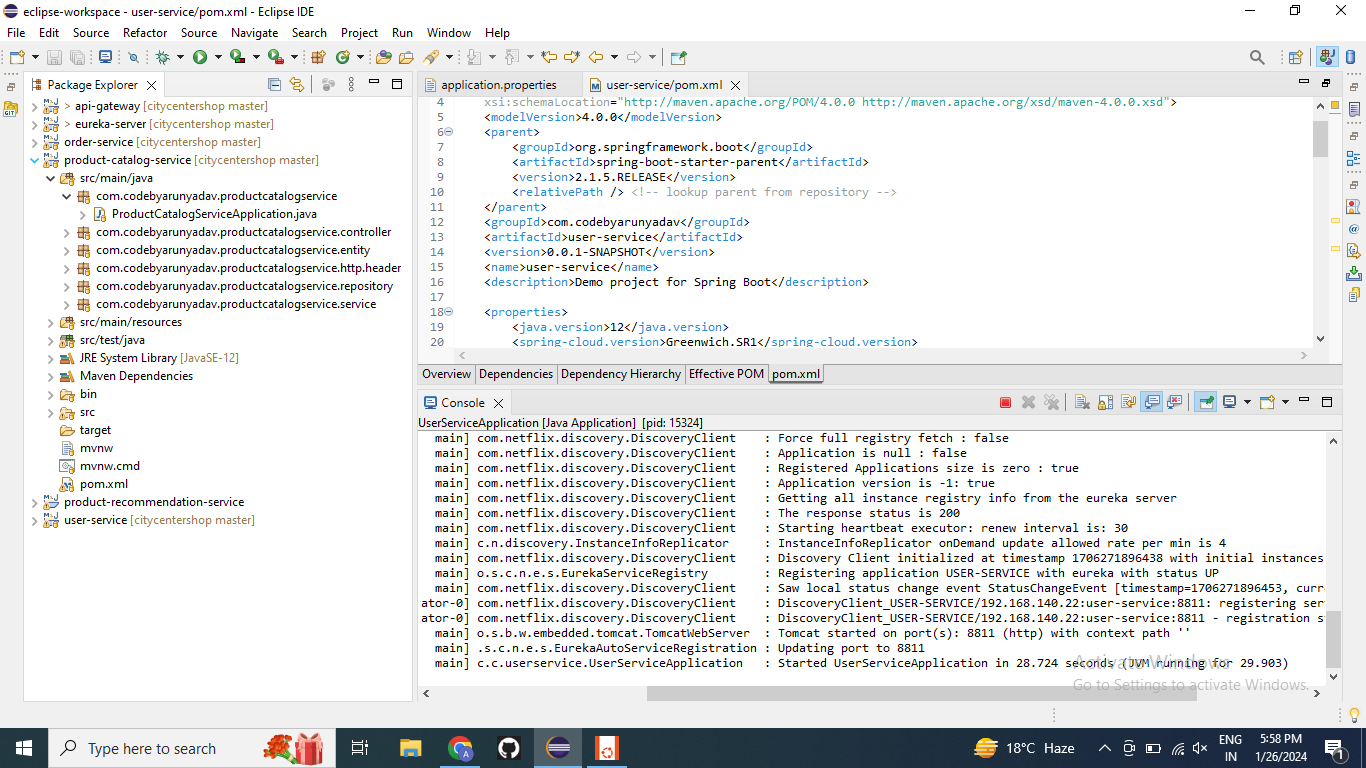 eclipse-workspace - user-service/pom.xml - Eclipse IDE
File Edit Source Refactor Source Navigate Search Project Run Window Help
Package Explorer
> api-gateway [citycentershop master]
> eureka-server [citycentershop master]
order-service [citycentershop master]
product-catalog-service [citycentershop master]
src/main/java
com.codebyarunyadav.productcatalogservice
ProductCatalogServiceApplication.java
com.codebyarunyadav.productcatalogservice.controller
com.codebyarunyadav.productcatalogservice.entity
com.codebyarunyadav.productcatalogservice.http.header
com.codebyarunyadav.productcatalogservice.repository
com.codebyarunyadav.productcatalogservice.service
src/main/resources
src/test/java
JRE System Library [JavaSE-12]
Maven Dependencies
bin
src
target
mvnw
mvnw.cmd
pom.xml
product-recommendation-service
user-service [citycentershop master]
application.properties
user-service/pom.xml
4 xsi:schemaLocation="http://maven.apache.org/POM/4.0.0 http://maven.apache.org/xsd/maven-4.0.0.xsd">
5 <modelVersion>4.0.0</modelVersion>
6 <parent>
7 <groupId>org.springframework.boot</groupId>
8 <artifactId>spring-boot-starter-parent</artifactId>
9 <version>2.1.5.RELEASE</version>
10 <relativePath /> <!-- lookup parent from repository -->
11 </parent>
12 <groupId>com.codebyarunyadav</groupId>
13 <artifactId>user-service</artifactId>
14 <version>0.0.1-SNAPSHOT</version>
15 <name>user-service</name>
16 <description>Demo project for Spring Boot</description>
17
18 <properties>
19 <java.version>12</java.version>
20 <spring-cloud.version>Greenwich.SR1</spring-cloud.version>
Overview Dependencies Dependency Hierarchy Effective POM pom.xml
Console
UserServiceApplication [Java Application] [pid: 15324]
main] com.netflix.discovery.DiscoveryClient : Force full registry fetch : false
main] com.netflix.discovery.DiscoveryClient : Application is null : false
main] com.netflix.discovery.DiscoveryClient : Registered Applications size is zero : true
main] com.netflix.discovery.DiscoveryClient : Application version is -1: true
main] com.netflix.discovery.DiscoveryClient : Getting all instance registry info from the eureka server
main] com.netflix.discovery.DiscoveryClient : The response status is 200
main] com.netflix.discovery.DiscoveryClient : Starting heartbeat executor: renew interval is: 30
main] c.n.discovery.InstanceInfoReplicator : InstanceInfoReplicator onDemand update allowed rate per min is 4
main] com.netflix.discovery.DiscoveryClient : Discovery Client initialized at timestamp 1706271896438 with initial instances
main] o.s.c.n.e.s.EurekaServiceRegistry : Registering application USER-SERVICE with eureka with status UP
main] com.netflix.discovery.DiscoveryClient : Saw local status change event StatusChangeEvent [timestamp=1706271896453, curr
ator-0] com.netflix.discovery.DiscoveryClient : DiscoveryClient_USER-SERVICE/192.168.140.22:user-service:8811: registering ser
ator-0] com.netflix.discovery.DiscoveryClient : DiscoveryClient_USER-SERVICE/192.168.140.22:user-service:8811 - registration s
main] o.s.b.w.embedded.tomcat.TomcatWebServer : Tomcat started on port(s): 8811 (http) with context path ''
main] .s.c.n.e.s.EurekaAutoServiceRegistration : Updating port to 8811
main] c.c.userservice.UserServiceApplication : Started UserServiceApplication in 28.724 seconds (JVM running for 29.903)
Activate Windows
Go to Settings to activate Windows.
Type here to search
18°C Haze
ENG
IN
5:58 PM
1/26/2024
1